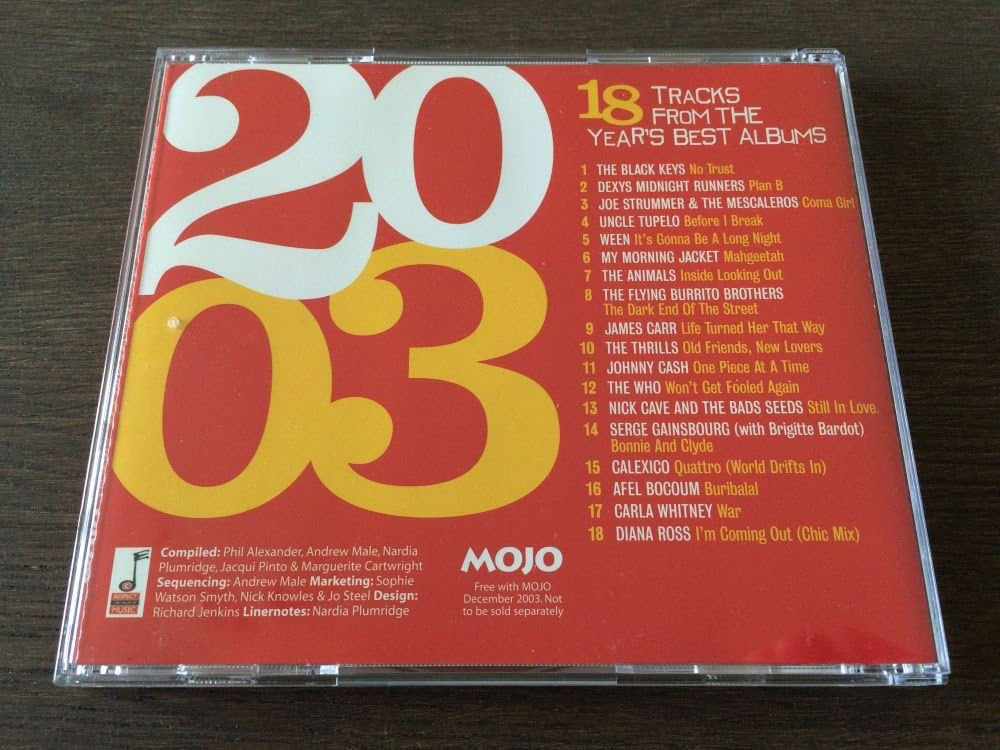 2003
18 TRACKS
FROM THE
YEAR'S BEST ALBUMS
1 THE BLACK KEYS No Trust
2 DEXYS MIDNIGHT RUNNERS Plan B
3 JOE STRUMMER & THE MESCALEROS Coma Girl
4 UNCLE TUPELO Before I Break
5 WEEN It's Gonna Be A Long Night
6 MY MORNING JACKET Mahgeetah
7 THE ANIMALS Inside Looking Out
8 THE FLYING BURRITO BROTHERS
The Dark End Of The Street
9 JAMES CARR Life Turned Her That Way
10 THE THRILLS Old Friends, New Lovers
11 JOHNNY CASH One Piece At A Time
12 THE WHO Won't Get Fooled Again
13 NICK CAVE AND THE BADS SEEDS Still In Love
14 SERGE GAINSBOURG (with Brigitte Bardot)
Bonnie And Clyde
15 CALEXICO Quattro (World Drifts In)
16 AFEL BOCOUM Buribalal
17 CARLA WHITNEY War
18 DIANA ROSS I'm Coming Out (Chic Mix)
Compiled: Phil Alexander, Andrew Male, Nardia
Plumridge, Jacqui Pinto & Marguerite Cartwright
Sequencing: Andrew Male Marketing: Sophie
Watson Smyth, Nick Knowles & Jo Steel Design:
Richard Jenkins Linernotes: Nardia Plumridge
MUSIC
MOJO
Free with MOJO
December 2003. Not
to be sold separately